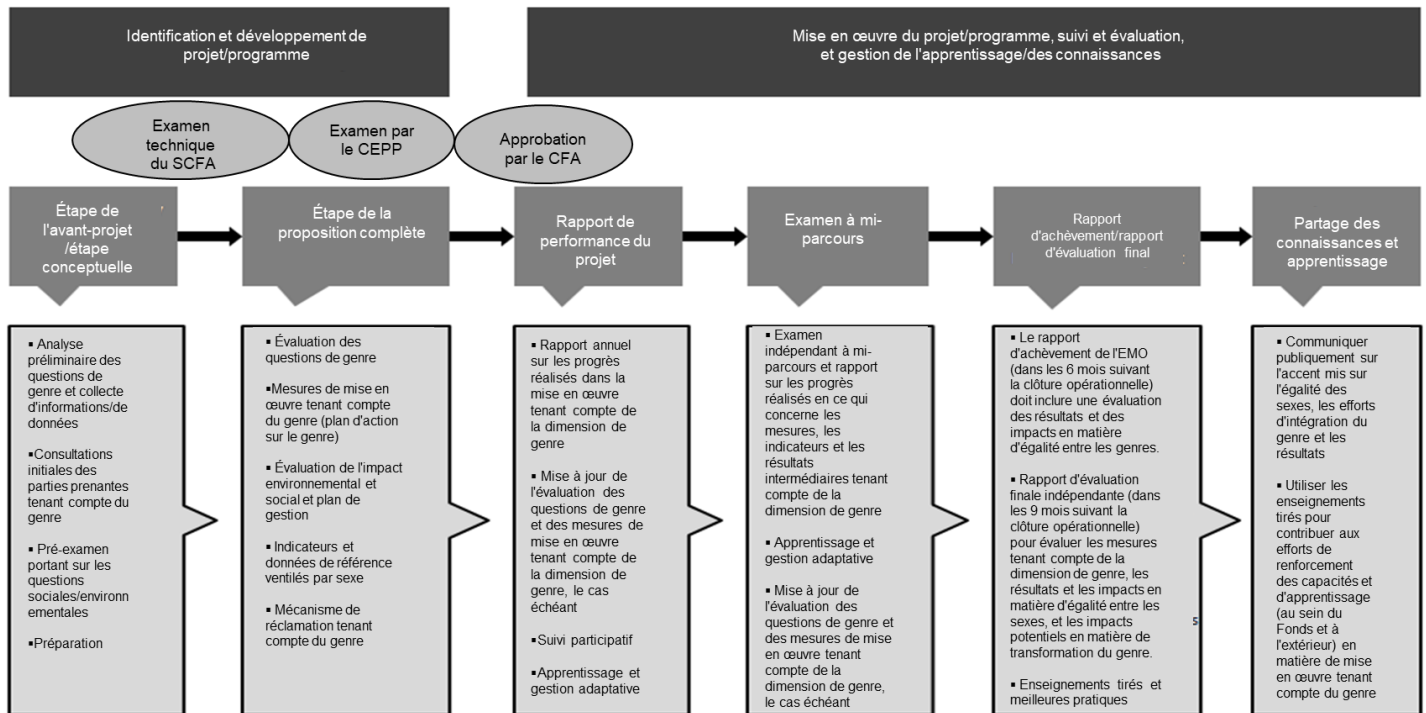 Identification et développement de
projet/programme
Mise en œuvre du projet/programme, suivi et évaluation,
et gestion de l'apprentissage/des connaissances
Examen
technique
du SCFA
Examen par
le CEPP
Approbation
par le CFA
Étape de
l'avant-projet
/étape
conceptuelle
Étape de la
proposition complète
Rapport de
performance du
projet
Examen à mi-
parcours
Rapport
d'achèvement/rapport
d'évaluation final
Partage des
connaissances et
apprentissage
▪ Analyse
préliminaire des
questions de
genre et collecte
d'informations/de
données
▪Consultations
initiales des
parties prenantes
tenant compte du
genre
▪ Pré-examen
portant sur les
questions
sociales/environn
ementales
▪Préparation
▪ Évaluation des
questions de genre
▪Mesures de mise en
œuvre tenant compte
du genre (plan d'action
sur le genre)
▪ Évaluation de l'impact
environnemental et
social et plan de
gestion
▪ Indicateurs et
données de référence
ventilés par sexe
▪ Mécanisme de
réclamation tenant
compte du genre
▪ Rapport annuel
sur les progrès
réalisés dans la
mise en œuvre
tenant compte de
la dimension de
genre
▪ Mise à jour de
l'évaluation des
questions de genre
et des mesures de
mise en œuvre
tenant compte de
la dimension de
genre, le cas
échéant
▪Suivi participatif
▪Apprentissage et
gestion adaptative
▪ Examen
indépendant à mi-
parcours et rapport
sur les progrès
réalisés en ce qui
concerne les
mesures, les
indicateurs et les
résultats
intermédiaires tenant
compte de la
dimension de genre
▪ Apprentissage et
gestion adaptative
▪ Mise à jour de
l'évaluation des
questions de genre et
des mesures de mise
en œuvre tenant
compte de la
dimension de genre,
le cas échéant
▪ Le rapport
d'achèvement de l'EMO
(dans les 6 mois suivant
la clôture opérationnelle)
doit inclure une évaluation
des résultats et des
impacts en matière
d'égalité entre les genres.
▪ Rapport d'évaluation
finale indépendante (dans
les 9 mois suivant la
clôture opérationnelle)
pour évaluer les mesures
tenant compte de la
dimension de genre, les
résultats et les impacts en
matière d'égalité entre les
sexes, et les impacts
potentiels en matière de
transformation du genre.
▪ Enseignements tirés et
meilleures pratiques
▪ Communiquer
publiquement sur
l'accent mis sur
l'égalité des
sexes, les efforts
d'intégration du
genre et les
résultats
▪ Utiliser les
enseignements
tirés pour
contribuer aux
efforts de
renforcement
des capacités et
d'apprentissage
(au sein du
Fonds et à
l'extérieur) en
matière de mise
en œuvre tenant
compte du genre